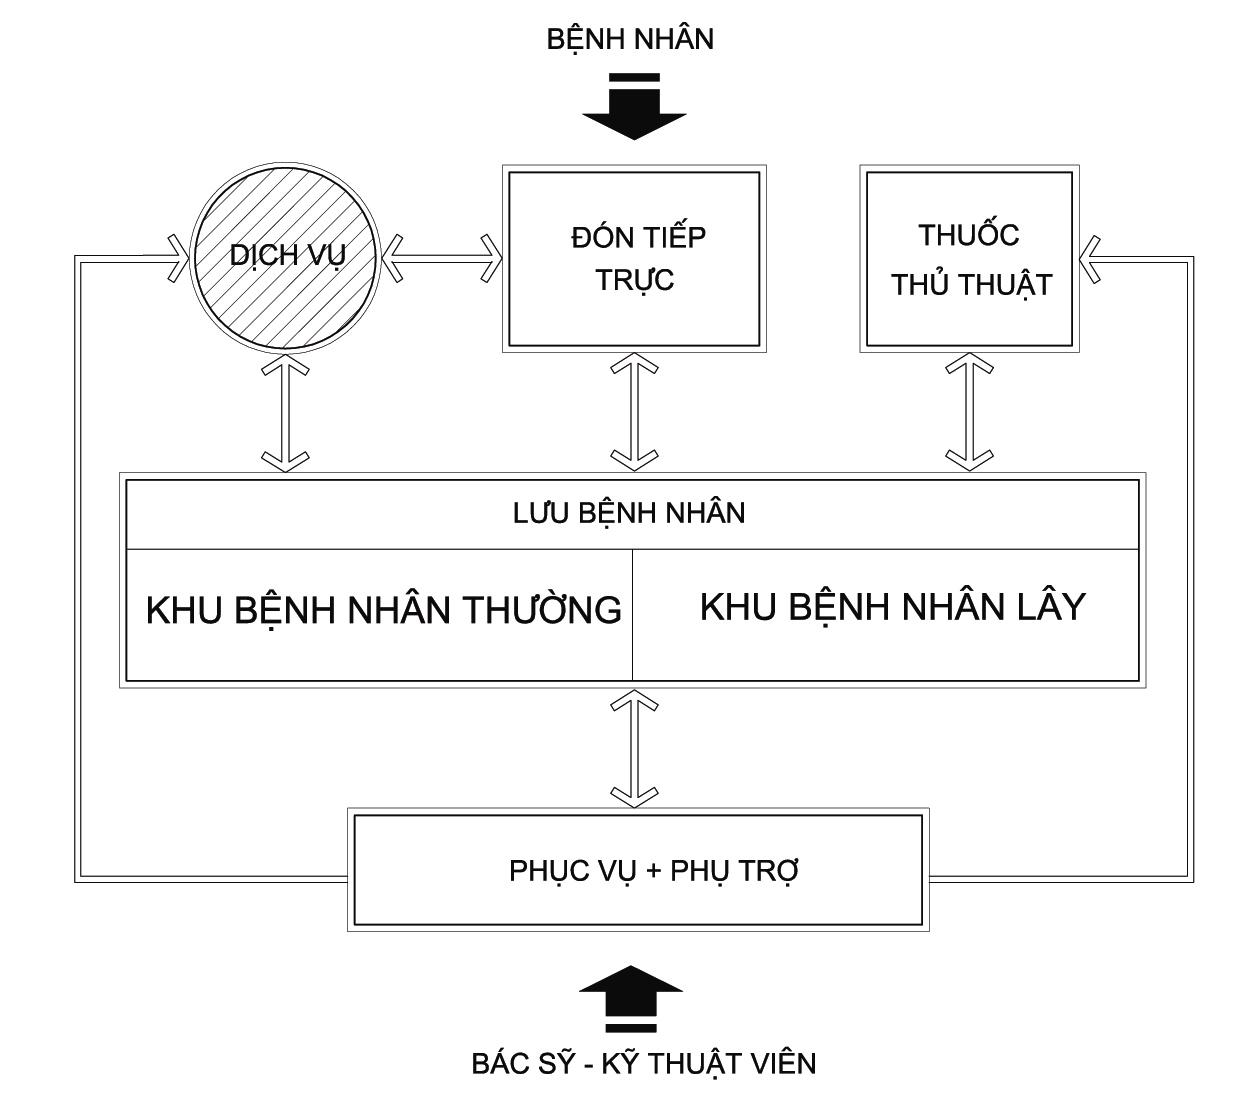 BỆNH NHÂN
DỊCH VỤ
ĐÓN TIẾP
TRỰC
THUỐC
THỦ THUẬT
LƯU BỆNH NHÂN
KHU BỆNH NHÂN THƯỜNG
KHU BỆNH NHÂN LÂY
PHỤC VỤ + PHỤ TRỢ
BÁC SỸ - KỸ THUẬT VIÊN